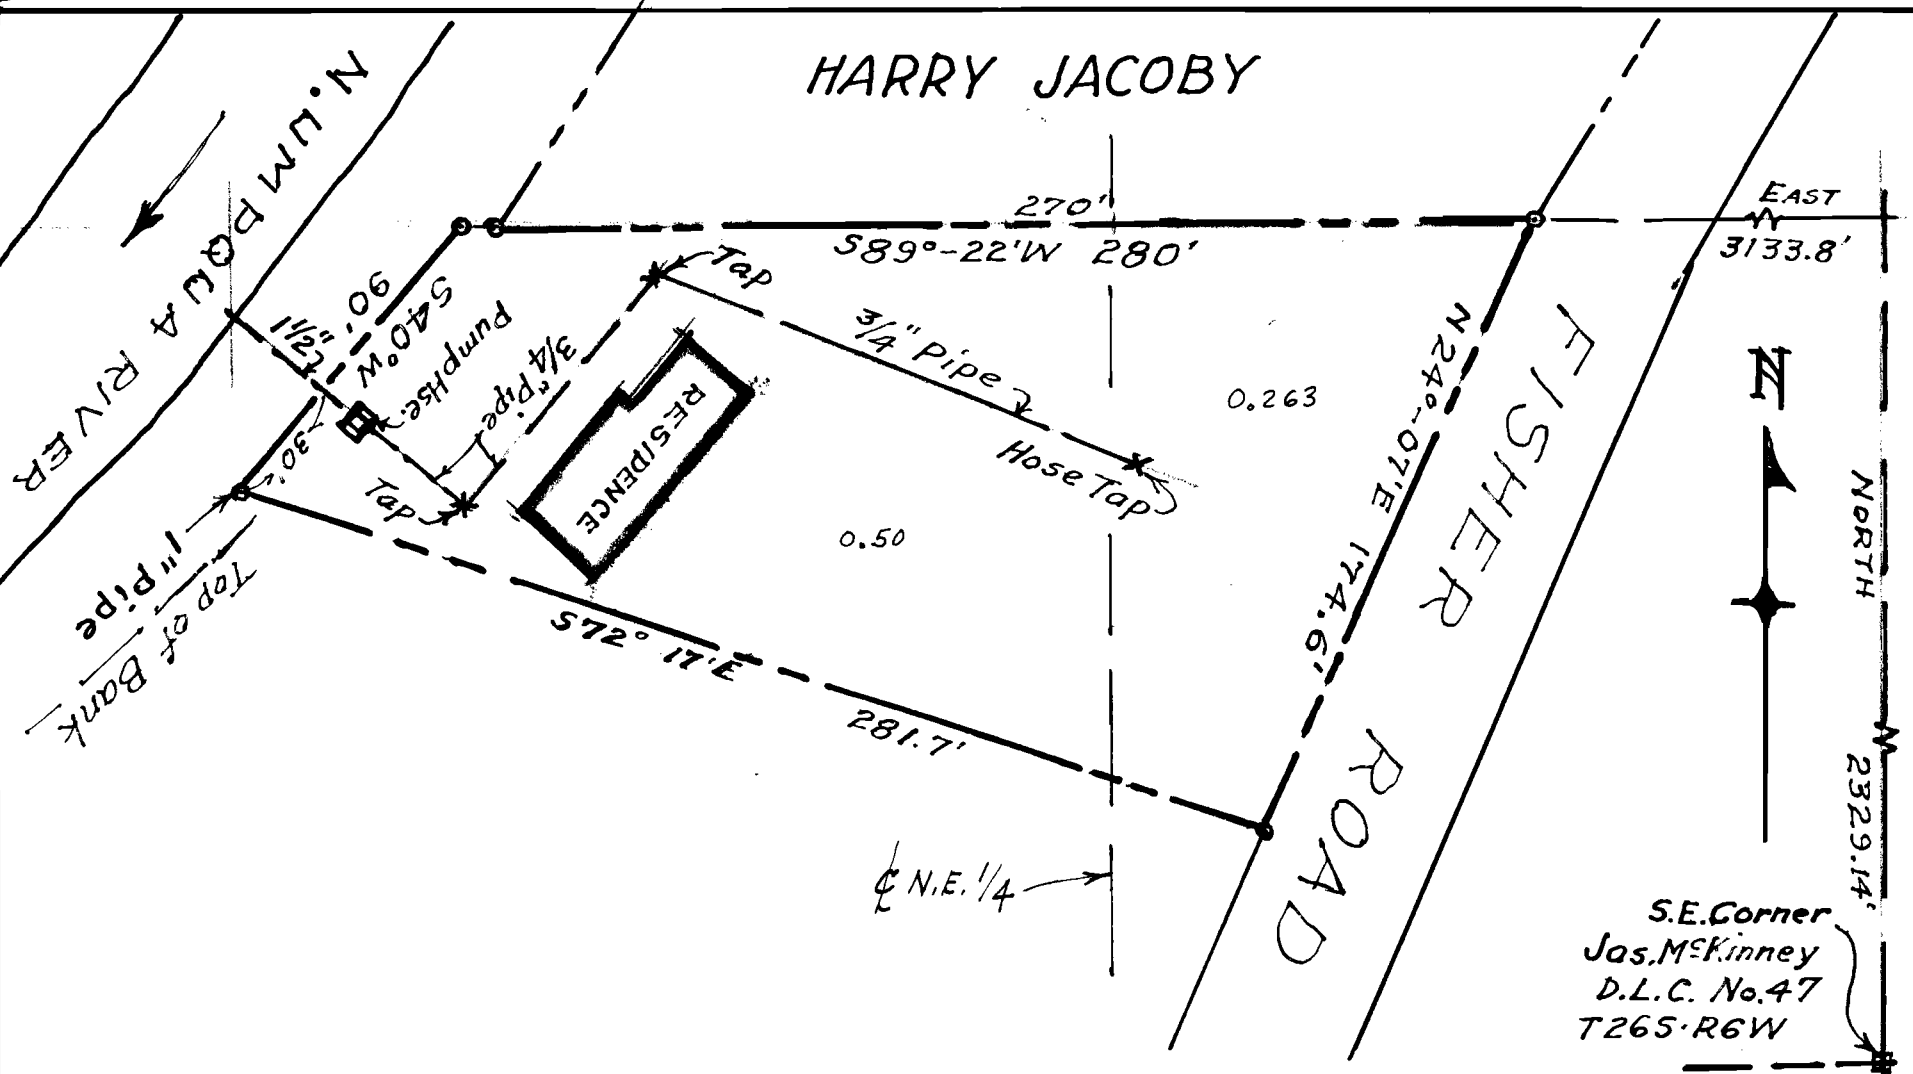 HARRY JACOBY
N. UMPQUA RIVER
270'
S89°-22'W 280'
EAST
3133.8'
Tap
90'
S40°W
1½"
Pump Hse.
3/4" Pipe
3/4" Pipe
RESIDENCE
0.263
N24°-07'E 174.6'
FISHER ROAD
N
NORTH
2329.14'
30'
Tap
Hose Tap
0.50
1" Pipe
Top of Bank
S72° 17'E
281.7'
℄ N.E. 1/4
S.E. Corner
Jas. McKinney
D.L.C. No. 47
T26S·R6W